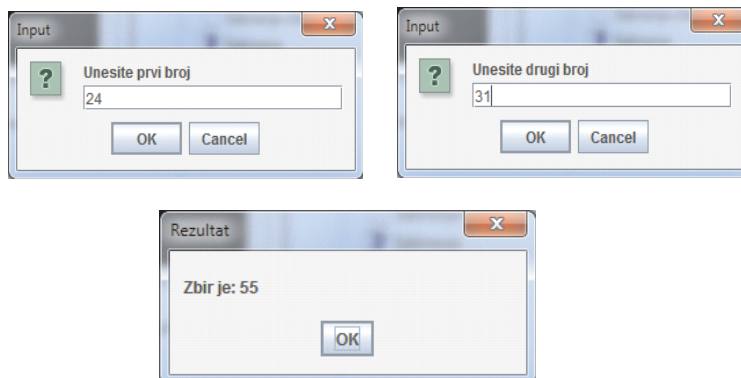 Input
Unesite prvi broj
24
OK Cancel
Input
Unesite drugi broj
31
OK Cancel
Rezultat
Zbir je: 55
OK